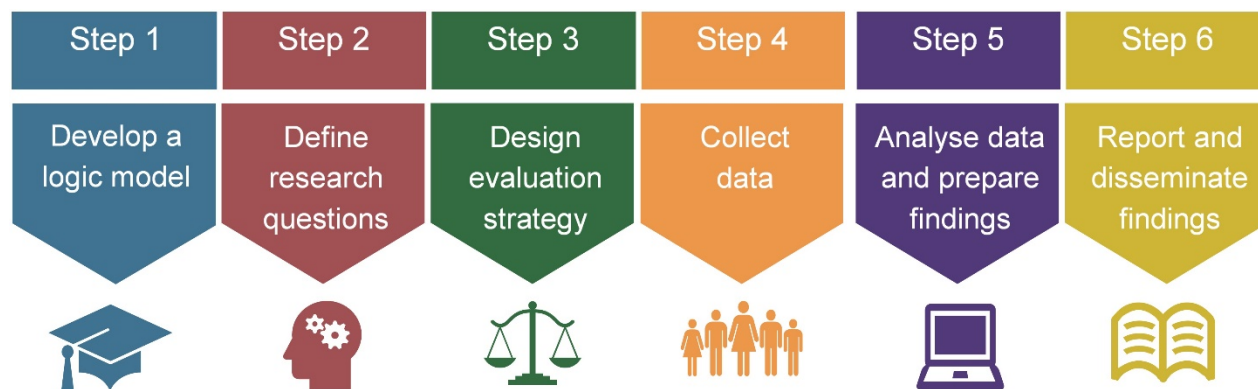 Step 1
Step 2
Step 3
Step 4
Step 5
Step 6
Develop a
logic model
Define
research
questions
Design
evaluation
strategy
Collect
data
Analyse data
and prepare
findings
Report and
disseminate
findings